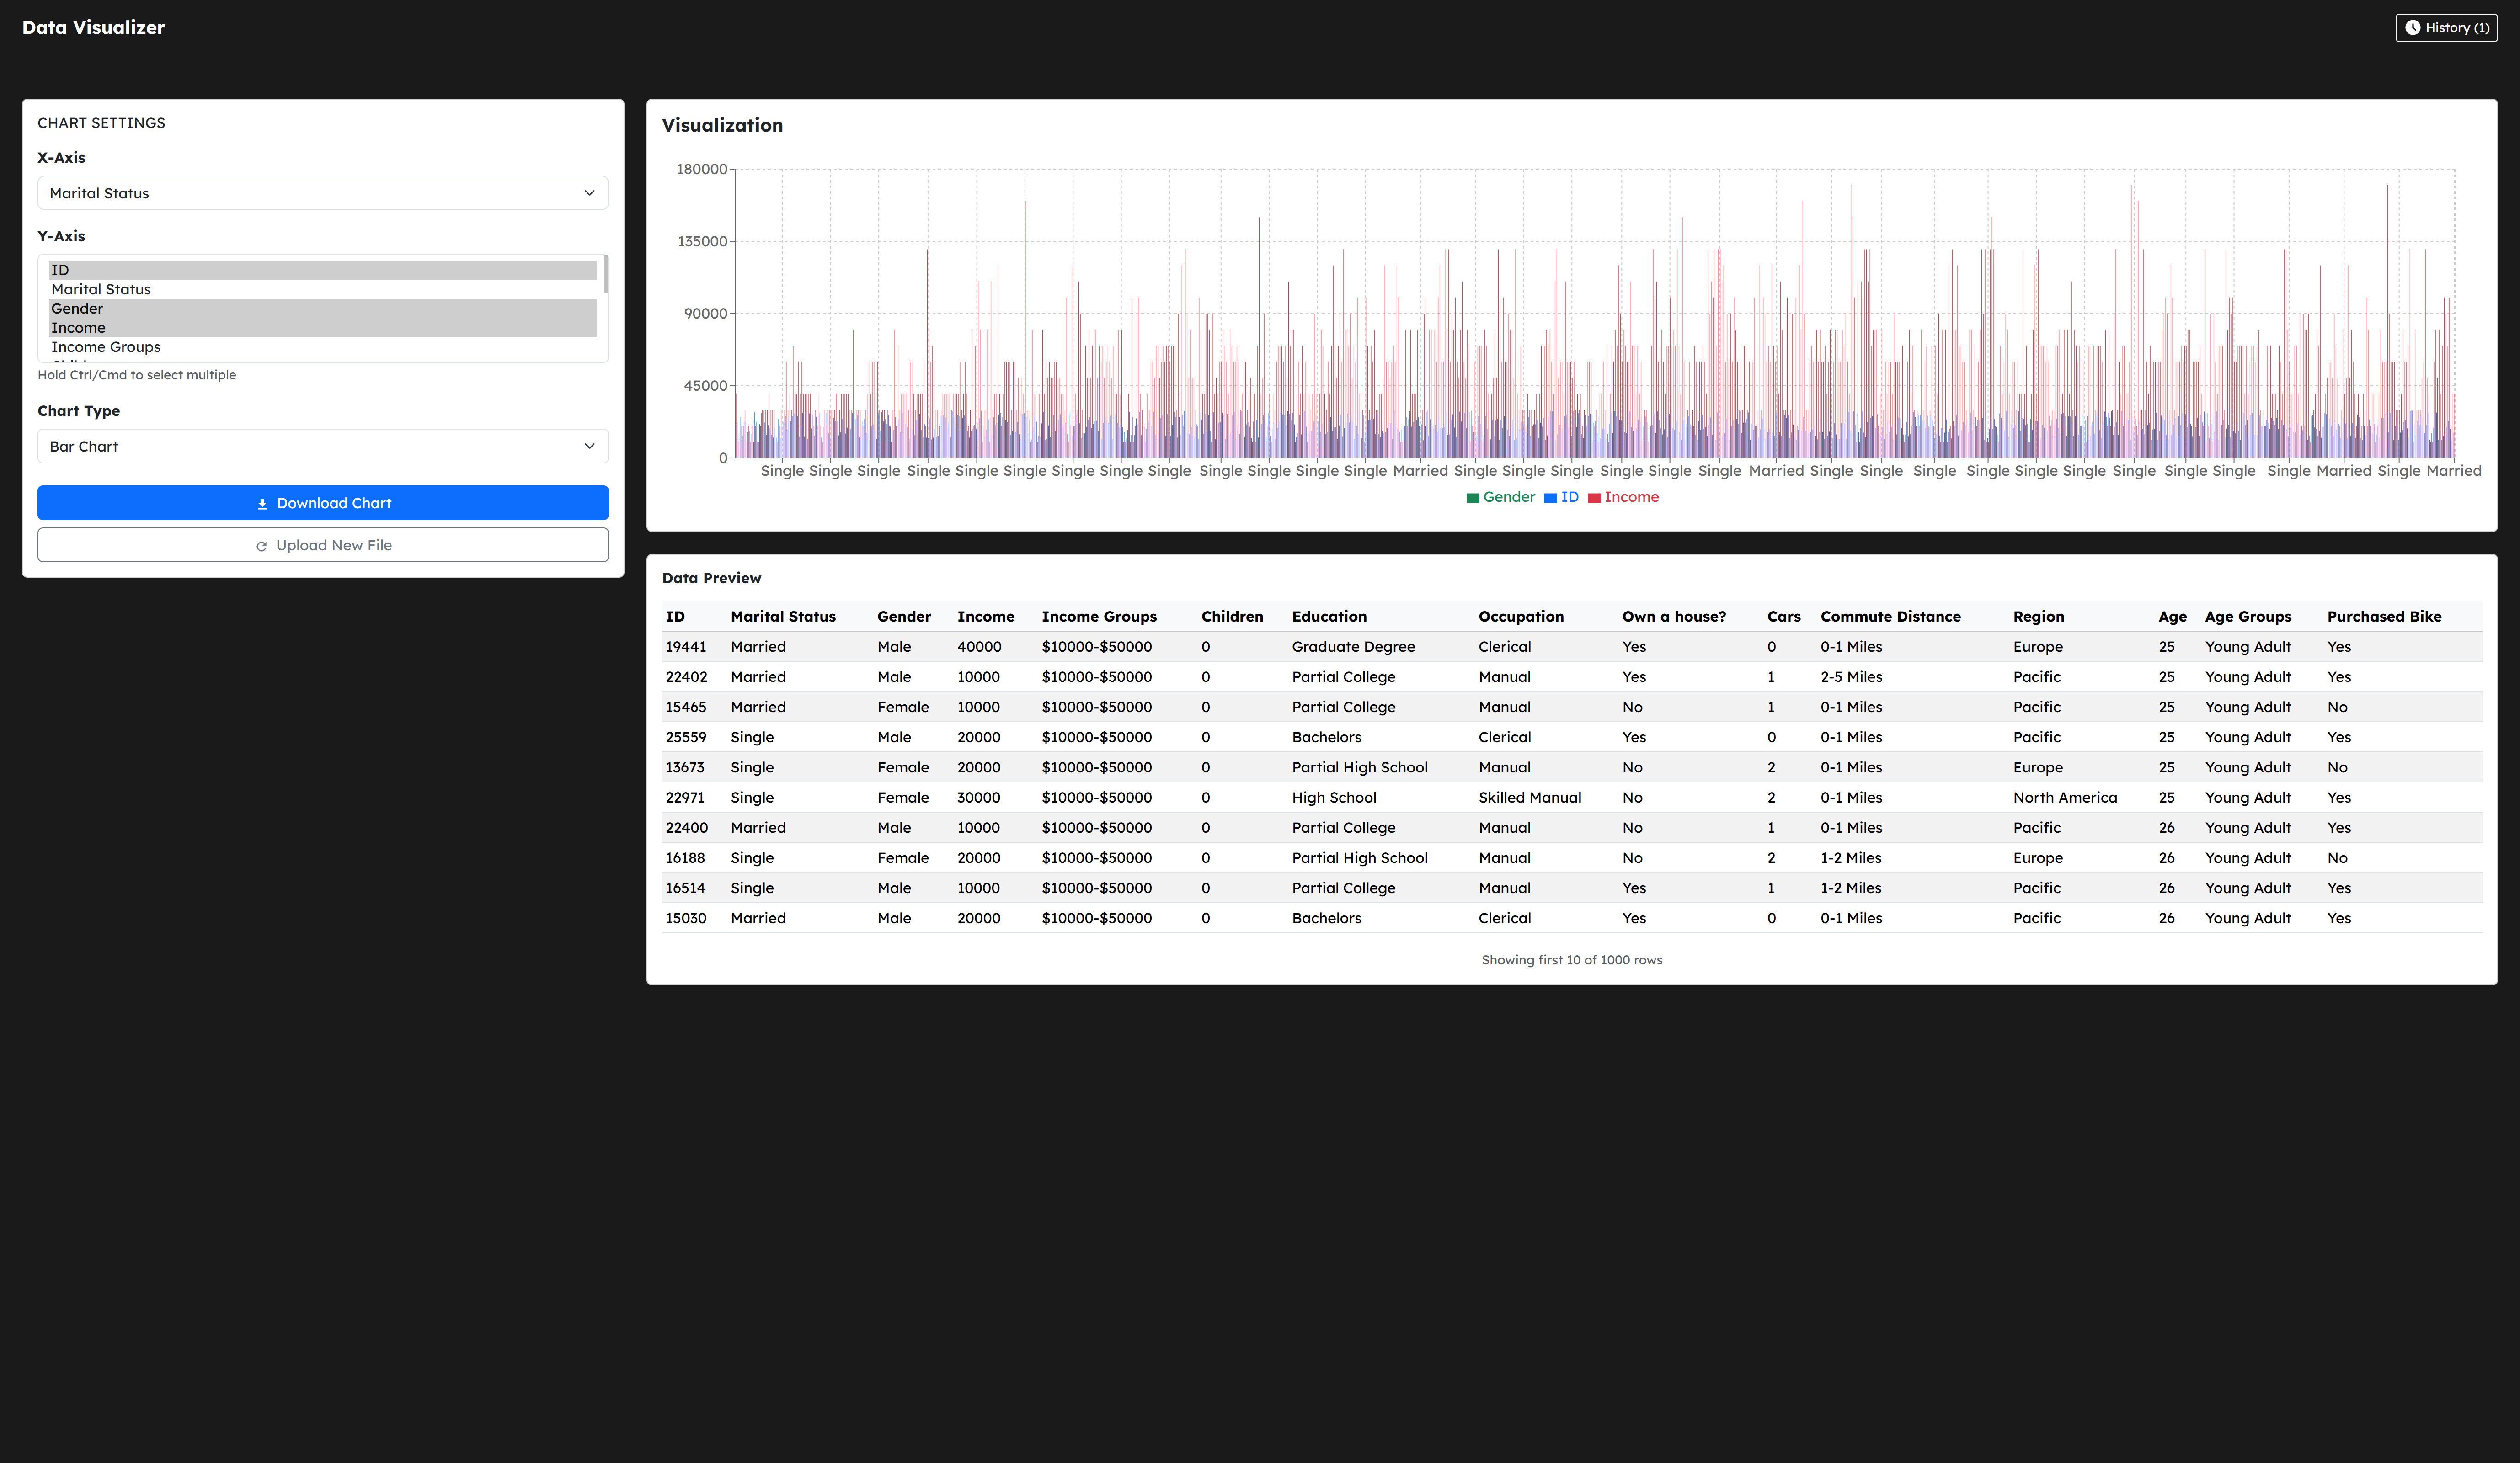 Data Visualizer
History (1)
CHART SETTINGS
X-Axis
Marital Status
Y-Axis
ID
Marital Status
Gender
Income
Income Groups
Hold Ctrl/Cmd to select multiple
Chart Type
Bar Chart
Download Chart
Upload New File
Visualization
180000
135000
90000
45000
0
Single Single Single Single Single Single Single Single Single Single Single Single Single Married Single Single Single Single Single Single Married Single Single Single Single Single Single Single Single Single Single Married Single Married
Gender ID Income
Data Preview
ID Marital Status Gender Income Income Groups Children Education Occupation Own a house? Cars Commute Distance Region Age Age Groups Purchased Bike
19441 Married Male 40000 $10000-$50000 0 Graduate Degree Clerical Yes 0 0-1 Miles Europe 25 Young Adult Yes
22402 Married Male 10000 $10000-$50000 0 Partial College Manual Yes 1 2-5 Miles Pacific 25 Young Adult Yes
15465 Married Female 10000 $10000-$50000 0 Partial College Manual No 1 0-1 Miles Pacific 25 Young Adult No
25559 Single Male 20000 $10000-$50000 0 Bachelors Clerical Yes 0 0-1 Miles Pacific 25 Young Adult Yes
13673 Single Female 20000 $10000-$50000 0 Partial High School Manual No 2 0-1 Miles Europe 25 Young Adult No
22971 Single Female 30000 $10000-$50000 0 High School Skilled Manual No 2 0-1 Miles North America 25 Young Adult Yes
22400 Married Male 10000 $10000-$50000 0 Partial College Manual No 1 0-1 Miles Pacific 26 Young Adult Yes
16188 Single Female 20000 $10000-$50000 0 Partial High School Manual No 2 1-2 Miles Europe 26 Young Adult No
16514 Single Male 10000 $10000-$50000 0 Partial College Manual Yes 1 1-2 Miles Pacific 26 Young Adult Yes
15030 Married Male 20000 $10000-$50000 0 Bachelors Clerical Yes 0 0-1 Miles Pacific 26 Young Adult Yes
Showing first 10 of 1000 rows